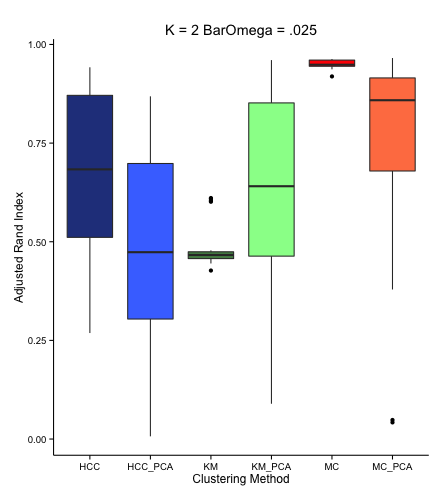 K = 2 BarOmega = .025
1.00
0.75
0.50
0.25
0.00
Adjusted Rand Index
HCC HCC_PCA KM KM_PCA MC MC_PCA
Clustering Method